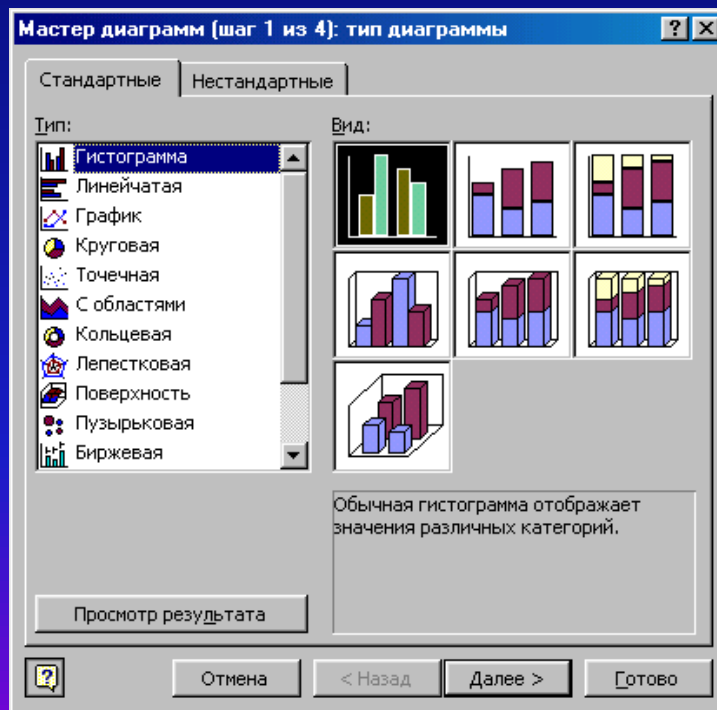 Мастер диаграмм (шаг 1 из 4): тип диаграммы
Стандартные
Нестандартные
Тип:
Гистограмма
Линейчатая
График
Круговая
Точечная
С областями
Кольцевая
Лепестковая
Поверхность
Пузырьковая
Биржевая
Вид:
Обычная гистограмма отображает
значения различных категорий.
Просмотр результата
Отмена
< Назад
Далее >
Готово